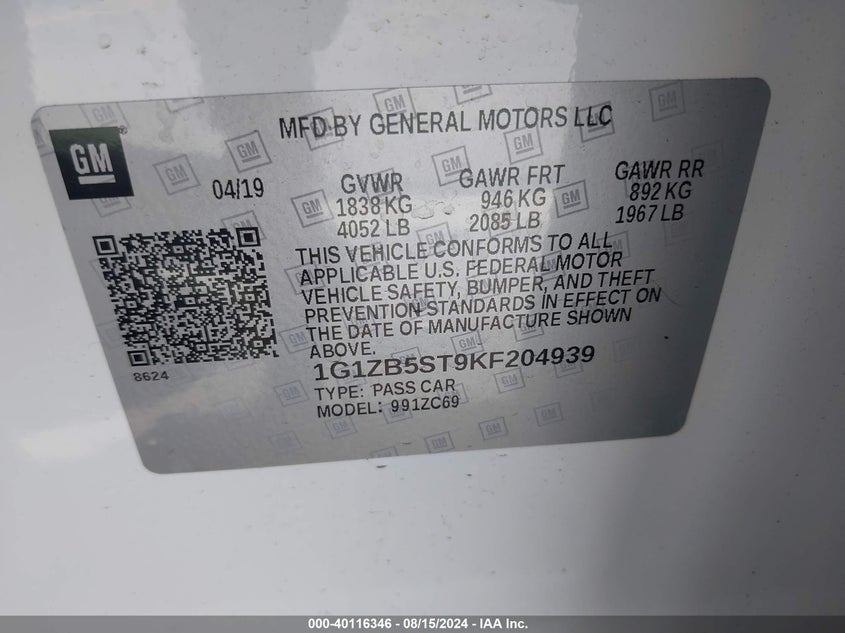 GM
MFD BY GENERAL MOTORS LLC
04/19
GVWR
1838 KG
4052 LB
GAWR FRT
946 KG
2085 LB
GAWR RR
892 KG
1967 LB
THIS VEHICLE CONFORMS TO ALL
APPLICABLE U.S. FEDERAL MOTOR
VEHICLE SAFETY, BUMPER, AND THEFT
PREVENTION STANDARDS IN EFFECT ON
THE DATE OF MANUFACTURE SHOWN
ABOVE.
8624
1G1ZB5ST9KF204939
TYPE: PASS CAR
MODEL: 991ZC69
000-40116346 - 08/15/2024 - IAA Inc.